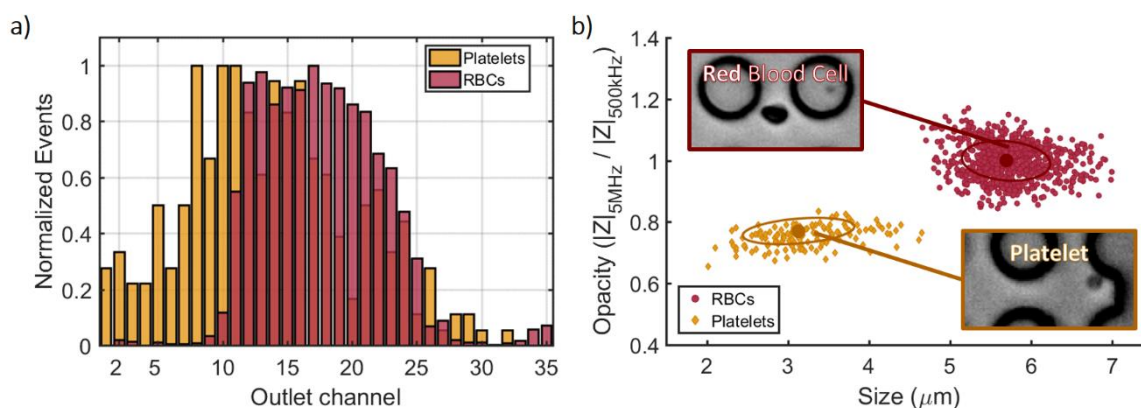 a)
Normalized Events
1
0.8
0.6
0.4
0.2
0
2
5
10
15
20
25
30
35
Outlet channel
Platelets
RBCs
b)
Opacity (|Z|5MHz / |Z|500kHz)
1.4
1.2
1
0.8
0.6
0.4
2
3
4
5
6
7
Size (μm)
Red Blood Cell
Platelet
RBCs
Platelets